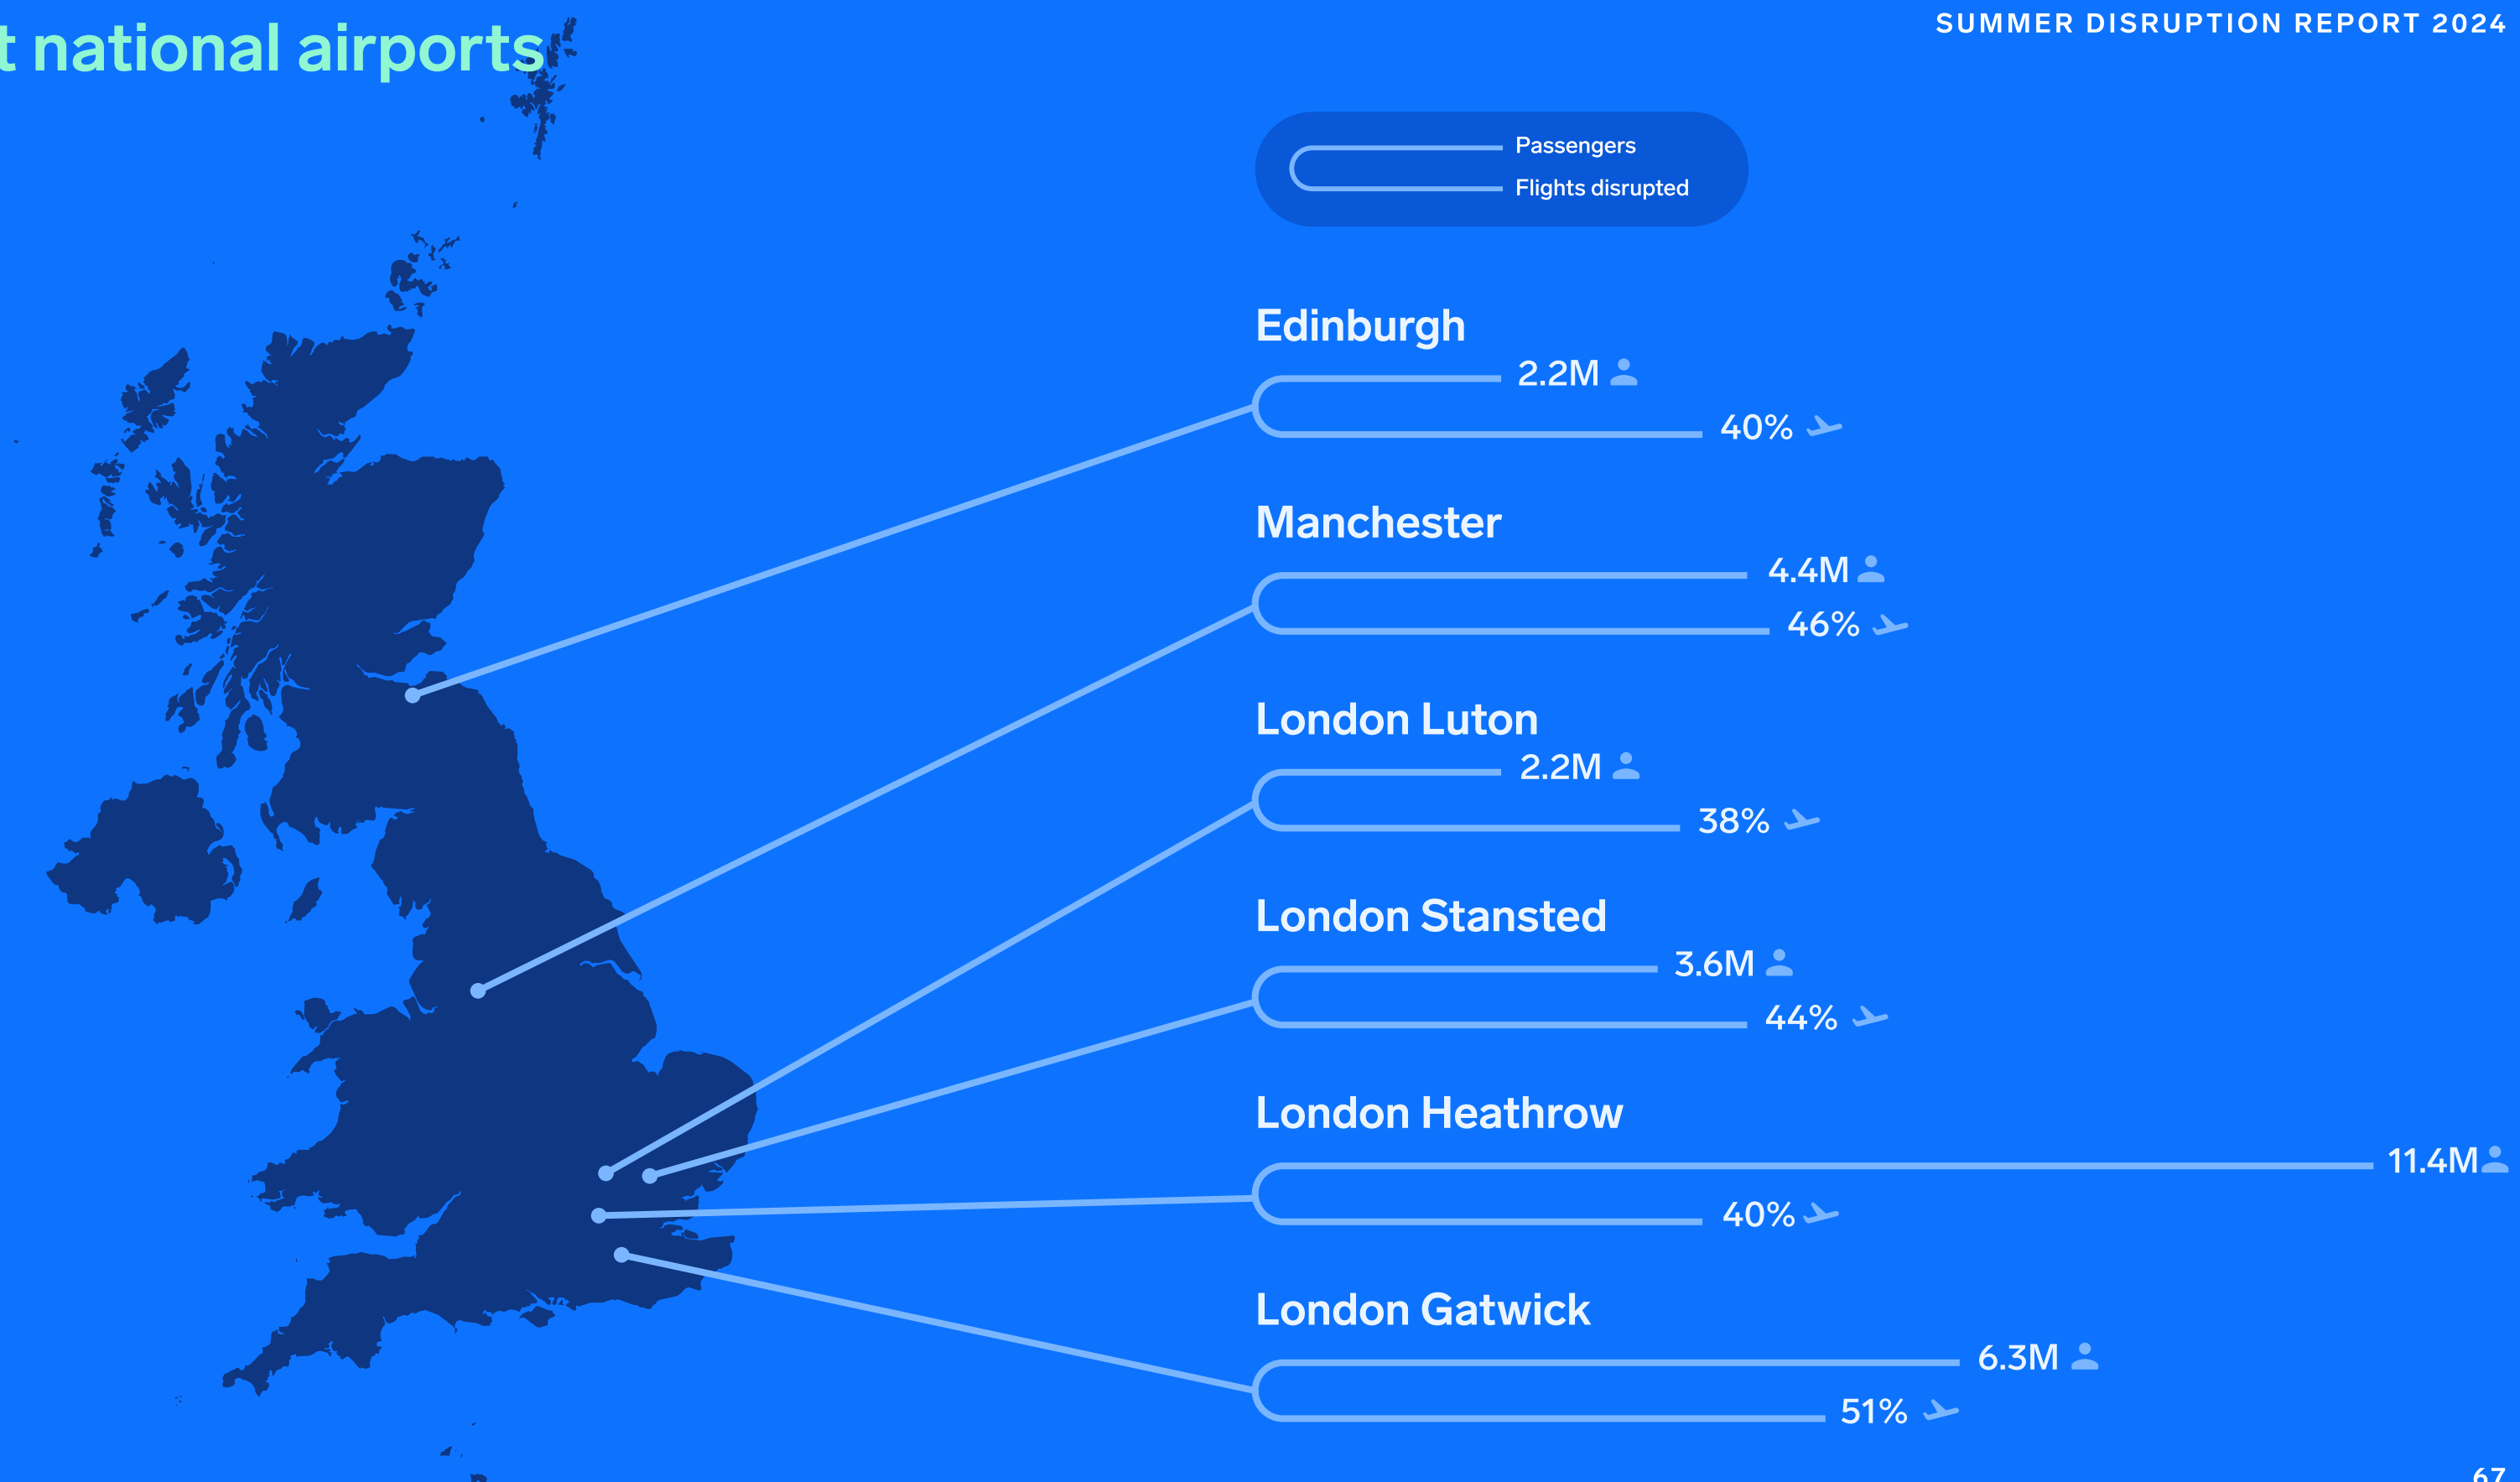 t national airports
SUMMER DISRUPTION REPORT 2024
Passengers
Flights disrupted
Edinburgh
2.2M
40%
Manchester
4.4M
46%
London Luton
2.2M
38%
London Stansted
3.6M
44%
London Heathrow
11.4M
40%
London Gatwick
6.3M
51%
67